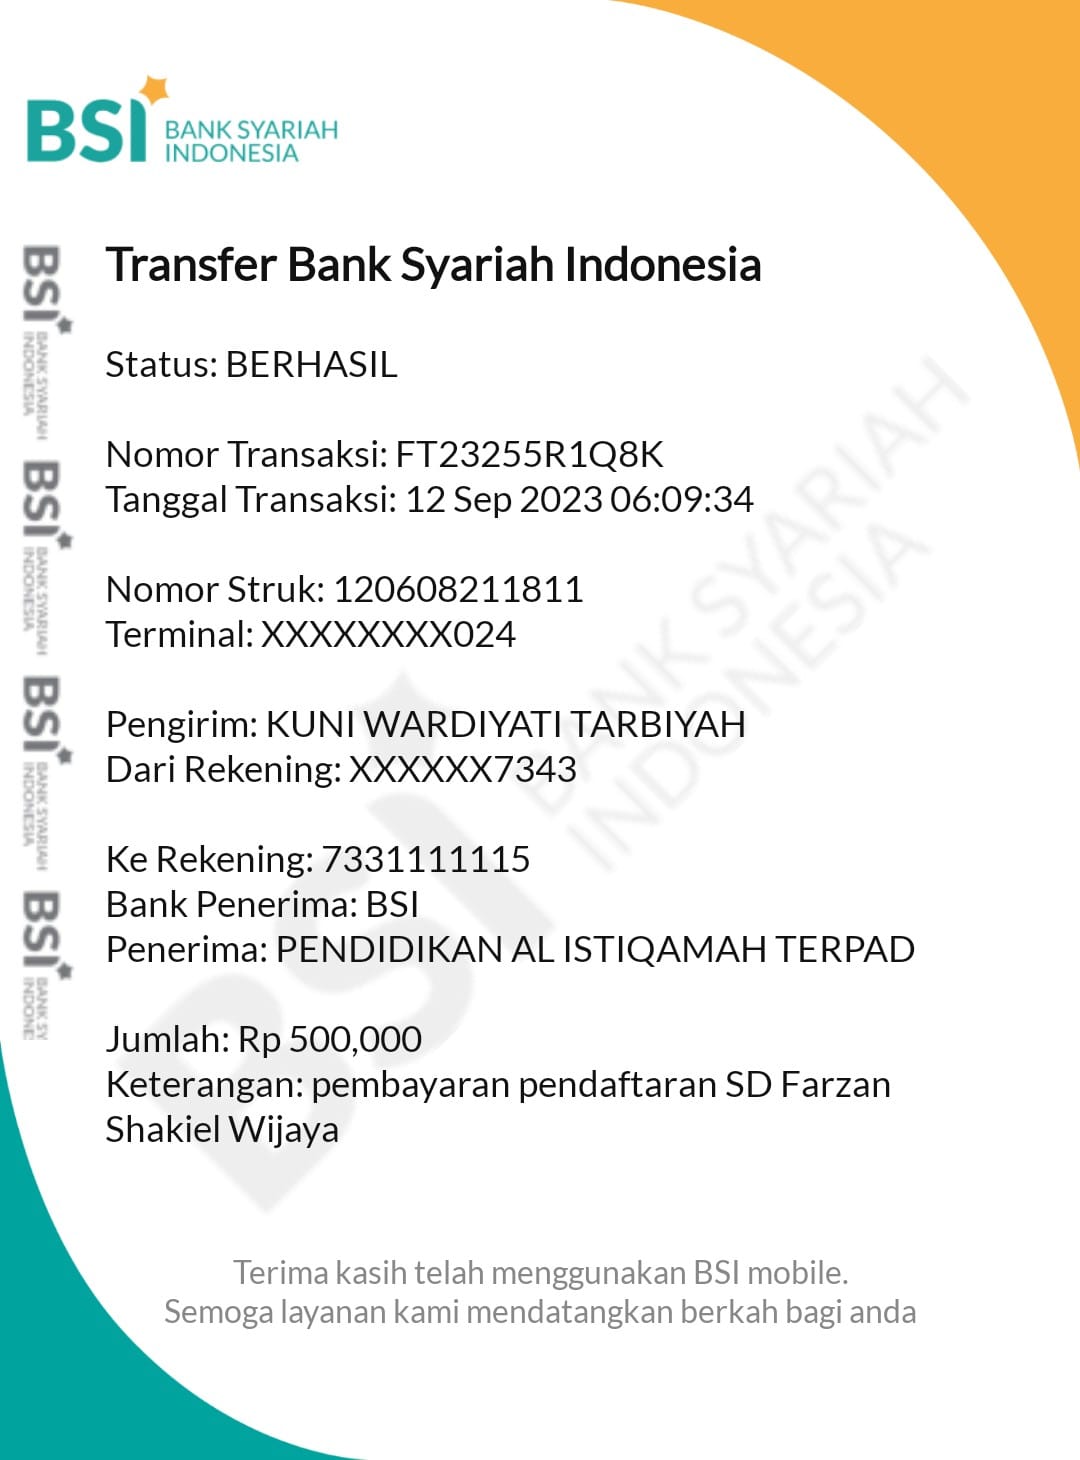 BSI BANK SYARIAH
INDONESIA
Transfer Bank Syariah Indonesia
Status: BERHASIL
Nomor Transaksi: FT23255R1Q8K
Tanggal Transaksi: 12 Sep 2023 06:09:34
Nomor Struk: 120608211811
Terminal: XXXXXXXX024
Pengirim: KUNI WARDIYATI TARBIYAH
Dari Rekening: XXXXXX7343
Ke Rekening: 7331111115
Bank Penerima: BSI
Penerima: PENDIDIKAN AL ISTIQAMAH TERPAD
Jumlah: Rp 500,000
Keterangan: pembayaran pendaftaran SD Farzan
Shakiel Wijaya
Terima kasih telah menggunakan BSI mobile.
Semoga layanan kami mendatangkan berkah bagi anda
BSI BANK SYARIAH
INDONESIA
BSI BANK SYARIAH
INDONESIA
BSI BANK SYARIAH
INDONESIA
BSI BANK SY
INDONE
BSI BANK SYARIAH
INDONESIA